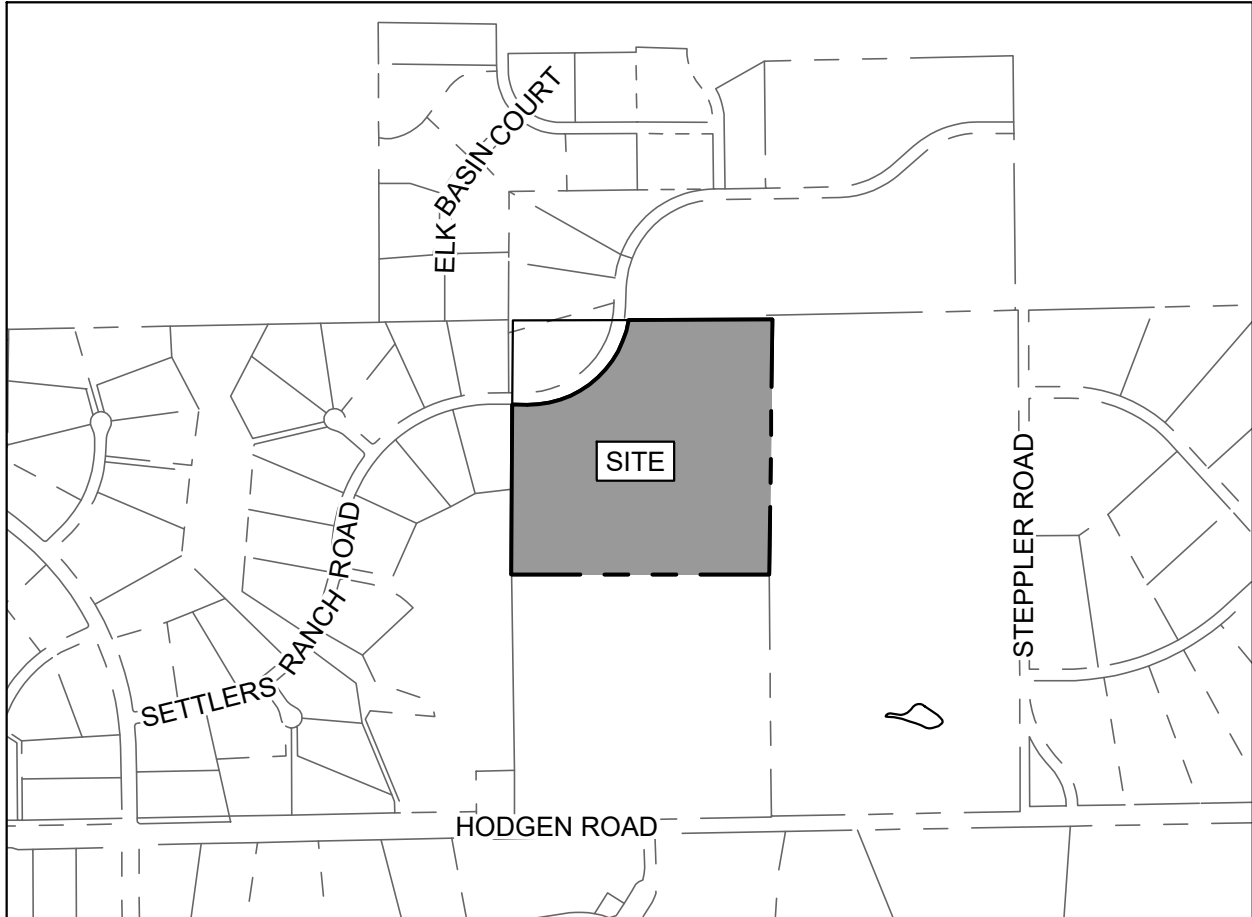 ELK BASIN COURT
SITE
STEPPLER ROAD
SETTLERS RANCH ROAD
HODGEN ROAD